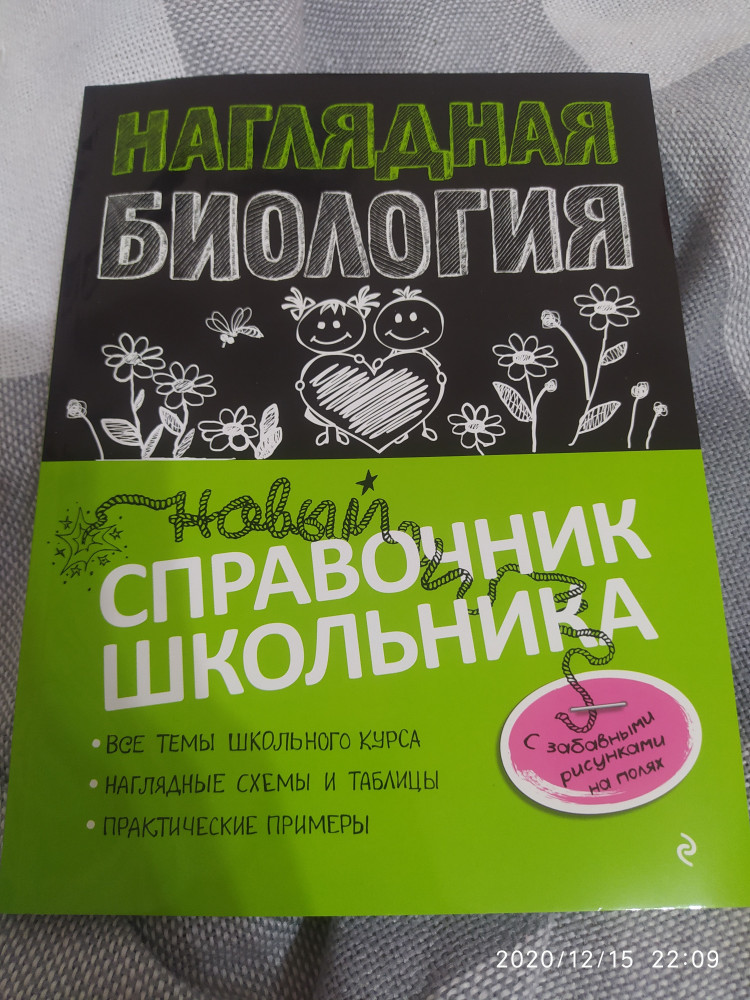 НАГЛЯДНАЯ
БИОЛОГИЯ
Новый
СПРАВОЧНИК
ШКОЛЬНИКА
• ВСЕ ТЕМЫ ШКОЛЬНОГО КУРСА
• НАГЛЯДНЫЕ СХЕМЫ И ТАБЛИЦЫ
• ПРАКТИЧЕСКИЕ ПРИМЕРЫ
С забавными
рисунками
на полях
2020/12/15 22:09